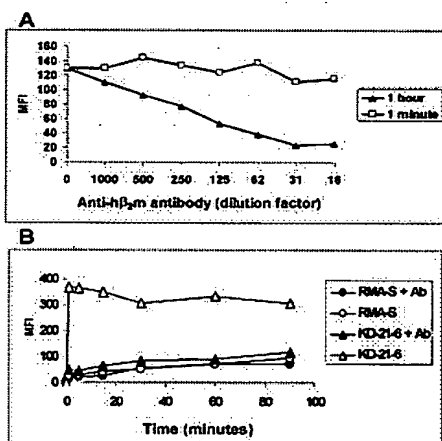 A
MFI
160
140
120
100
80
60
40
20
0
0 1000 500 250 125 62 31 16
Anti-hβ₂m antibody (dilution factor)
1 hour
1 minute
B
MFI
400
300
200
100
0
0 20 40 60 80 100
Time (minutes)
RMA-S + Ab
RMA-S
KD-21-6 + Ab
KD-21-6